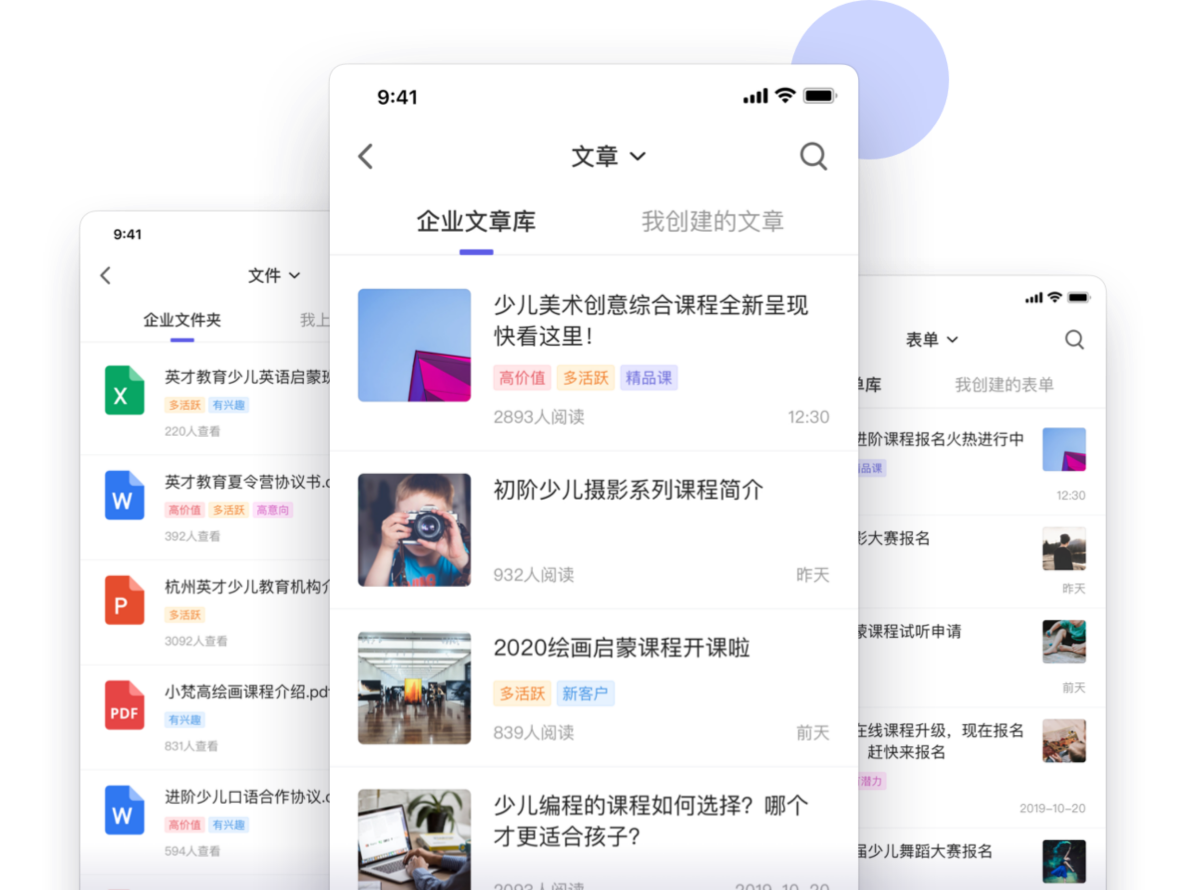 9:41
文章
企业文章库
我创建的文章
少儿美术创意综合课程全新呈现
快看这里！
高价值 多活跃 精品课
2893人阅读
12:30
初阶少儿摄影系列课程简介
932人阅读
昨天
2020绘画启蒙课程开课啦
多活跃 新客户
839人阅读
前天
少儿编程的课程如何选择？哪个
才更适合孩子？
2019-10-20
9:41
文件
企业文件夹
我上
X
英才教育少儿英语启蒙班
多活跃 有兴趣
220人查看
W
英才教育夏令营协议书.
高价值 多活跃 高意向
392人查看
P
杭州英才少儿教育机构
多活跃
3092人查看
PDF
小梵高绘画课程介绍.pdf
有兴趣
831人查看
W
进阶少儿口语合作协议.
高价值 有兴趣
594人查看
表单
单库
我创建的表单
进阶课程报名火热进行中
品课
12:30
影大赛报名
昨天
课程试听申请
前天
在线课程升级，现在报名
赶快来报名
潜力
2019-10-20
届少儿舞蹈大赛报名